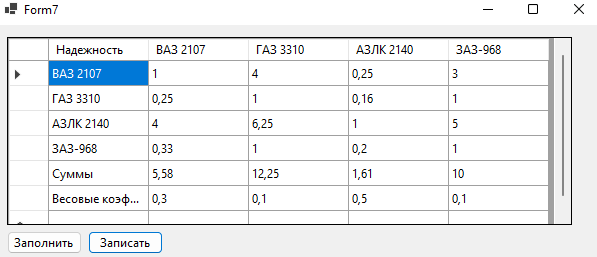 Form7
Надежность ВАЗ 2107 ГАЗ 3310 АЗЛК 2140 ЗАЗ-968
ВАЗ 2107 1 4 0,25 3
ГАЗ 3310 0,25 1 0,16 1
АЗЛК 2140 4 6,25 1 5
ЗАЗ-968 0,33 1 0,2 1
Суммы 5,58 12,25 1,61 10
Весовые коэф... 0,3 0,1 0,5 0,1
Заполнить Записать